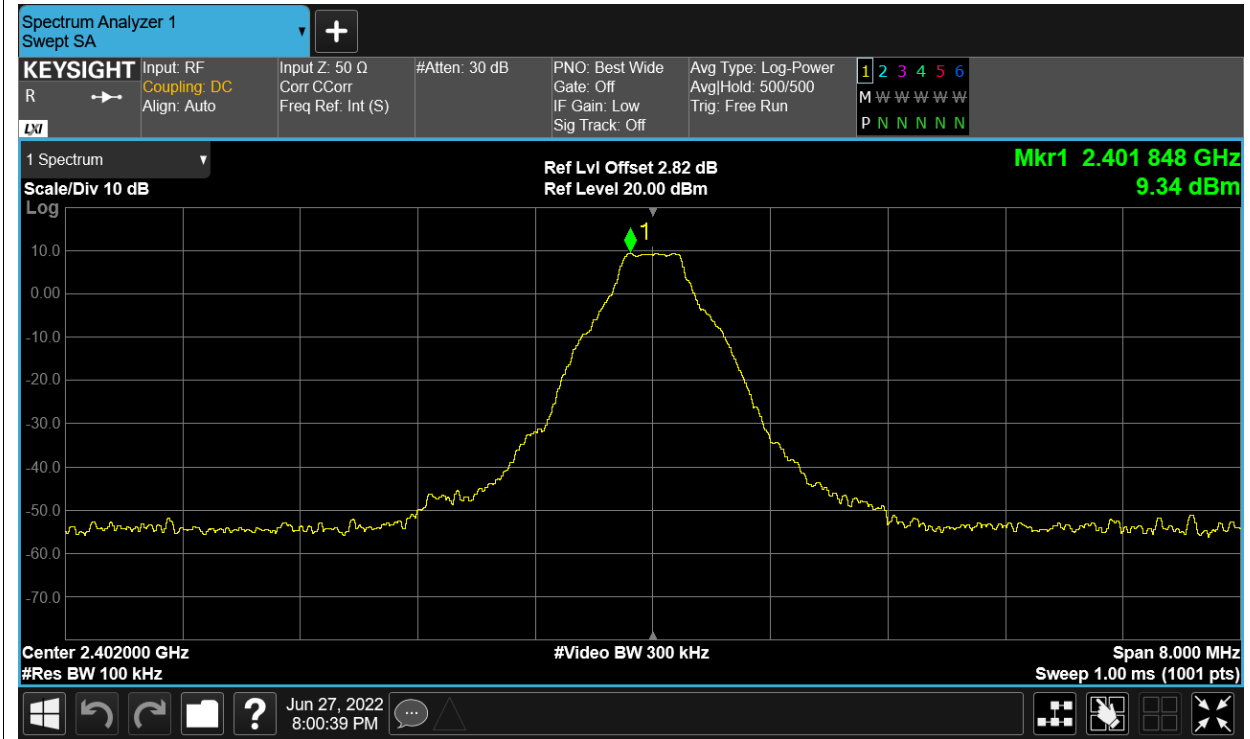 Spectrum Analyzer 1
Swept SA
KEYSIGHT
R
LXI
Input: RF
Coupling: DC
Align: Auto
Input Z: 50 Ω
Corr CCorr
Freq Ref: Int (S)
#Atten: 30 dB
PNO: Best Wide
Gate: Off
IF Gain: Low
Sig Track: Off
Avg Type: Log-Power
Avg|Hold: 500/500
Trig: Free Run
1 2 3 4 5 6
M W W W W W
P N N N N N
1 Spectrum
Scale/Div 10 dB
Log
Ref Lvl Offset 2.82 dB
Ref Level 20.00 dBm
Mkr1 2.401 848 GHz
9.34 dBm
1
10.0
0.00
-10.0
-20.0
-30.0
-40.0
-50.0
-60.0
-70.0
Center 2.402000 GHz
#Video BW 300 kHz
Span 8.000 MHz
#Res BW 100 kHz
Sweep 1.00 ms (1001 pts)
?
Jun 27, 2022
8:00:39 PM